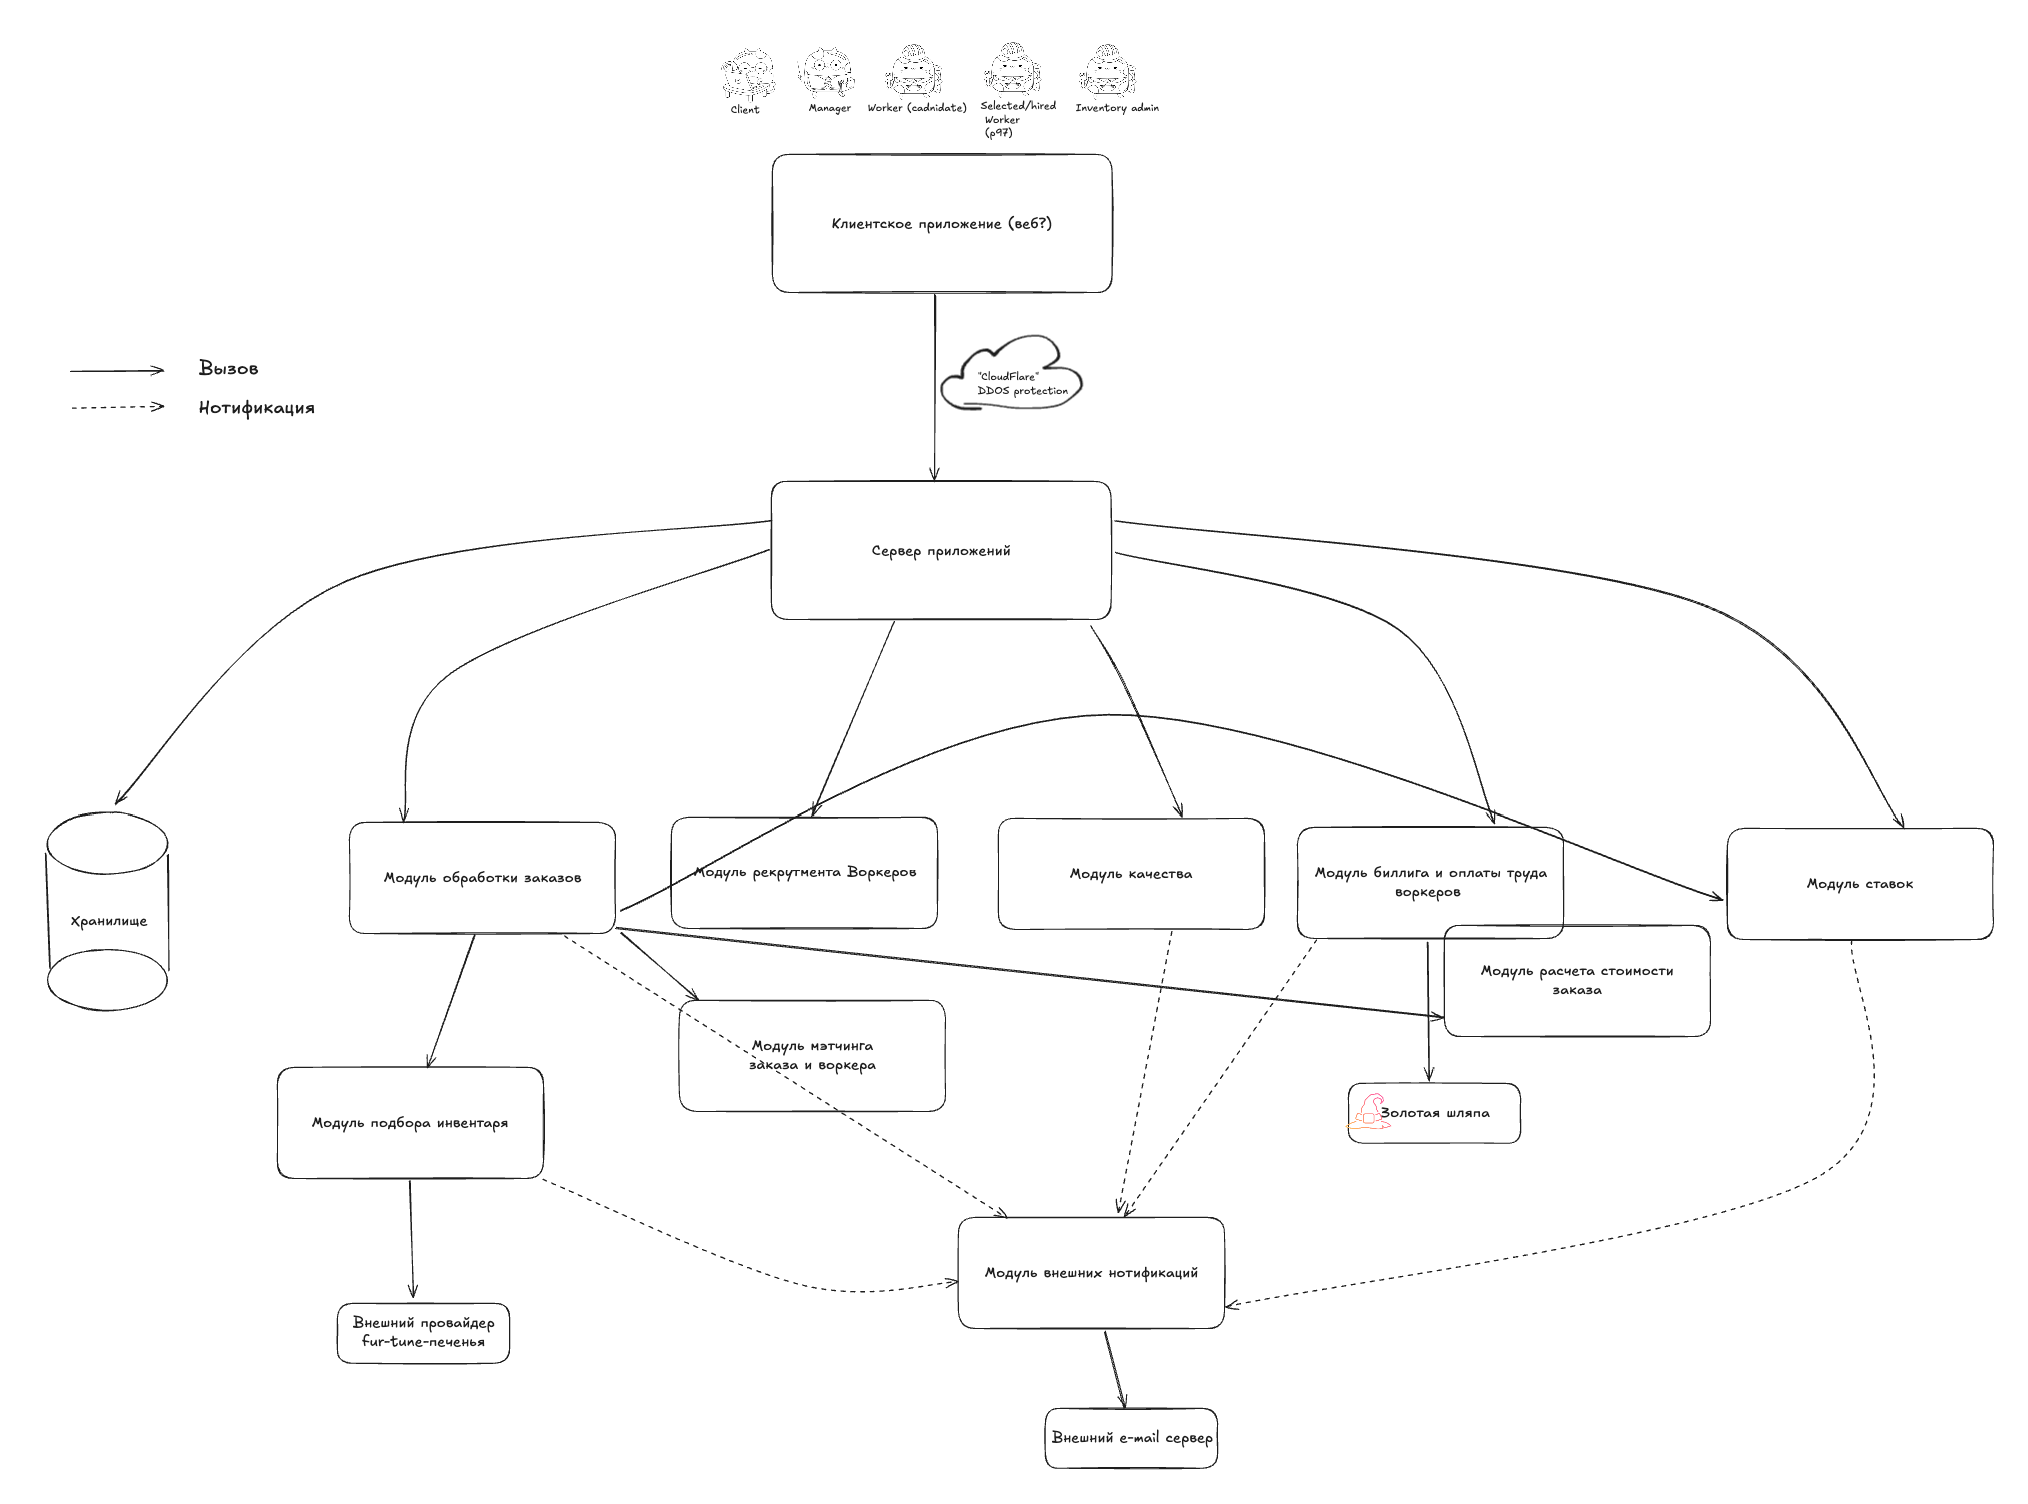 Client
Manager
Worker (cadnidate)
Selected/hired
Worker
(p97)
Inventory admin
Клиентское приложение (веб?)
"CloudFlare"
DDOS protection
Вызов
Нотификация
Сервер приложений
Хранилище
Модуль обработки заказов
Модуль рекрутмента Воркеров
Модуль качества
Модуль биллига и оплаты труда
воркеров
Модуль ставок
Модуль расчета стоимости
заказа
Модуль мэтчинга
заказа и воркера
Модуль подбора инвентаря
Золотая шляпа
Модуль внешних нотификаций
Внешний провайдер
fur-tune-печенья
Внешний e-mail сервер